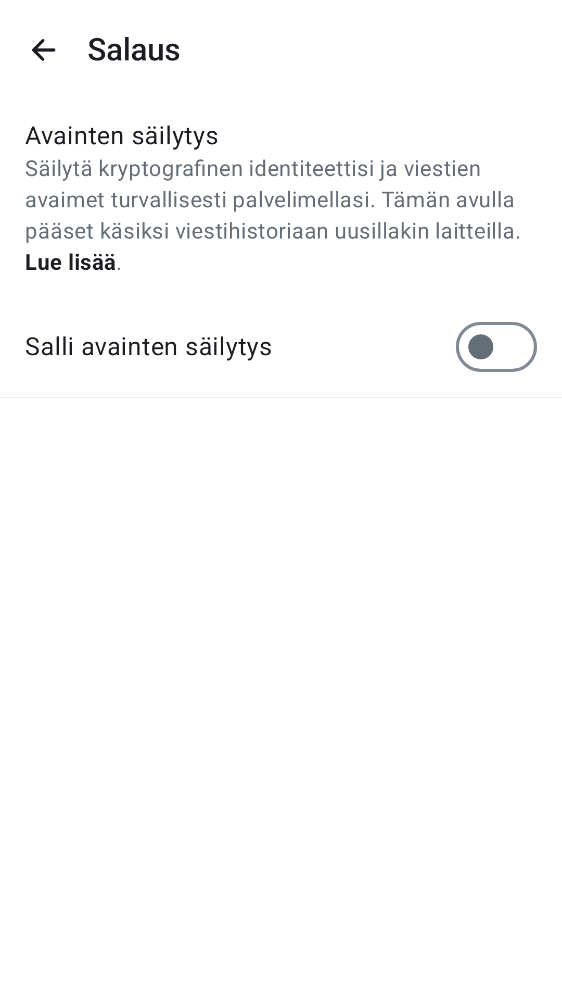 Salaus
Avainten säilytys
Säilytä kryptografinen identiteettisi ja viestien
avaimet turvallisesti palvelimellasi. Tämän avulla
pääset käsiksi viestihistoriaan uusillakin laitteilla.
Lue lisää.
Salli avainten säilytys